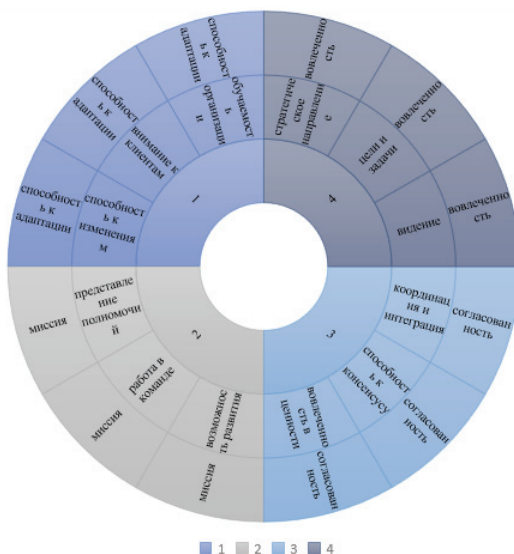 способност
ь к
адаптации
обучаемост
ь
организаци
и
1
способност
ь к
адаптации
внимание к
клиентам
способност
ь к
адаптации
способност
ь к
изменения
м
вовлеченно
сть
стратегиче
ское
направлени
е
4
вовлеченно
сть
цели и
задачи
вовлеченно
сть
видение
миссия
представле
ние
полномочи
й
2
миссия
работа в
команде
миссия
возможнос
ть развития
3
координац
ия и
интеграция
согласован
ность
способност
ь к
консенсусу
согласован
ность
вовлеченно
сть в
ценности
согласован
ность
1 2 3 4